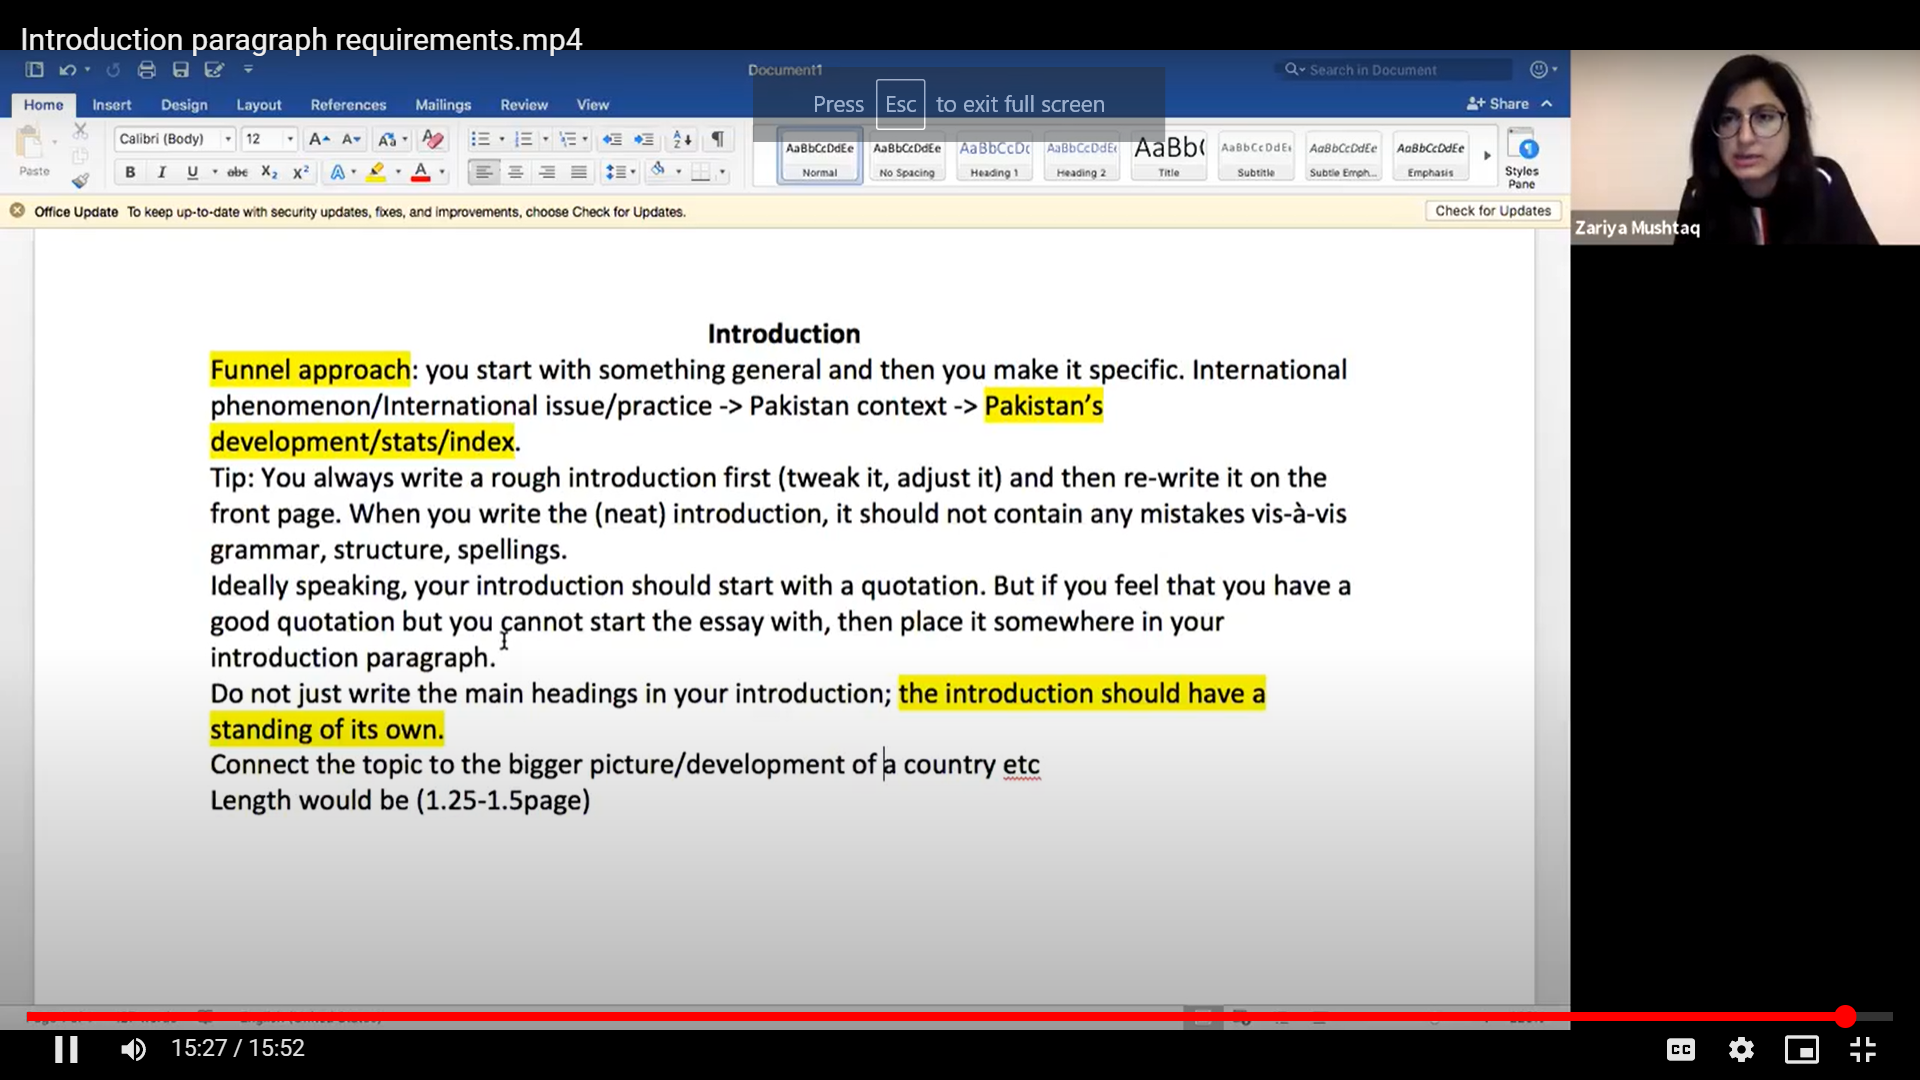 Introduction paragraph requirements.mp4
Document1
Search in Document
Press Esc to exit full screen
Home Insert Design Layout References Mailings Review View
Share
Paste
Calibri (Body) 12
AaBbCcDdEe AaBbCcDdEe AaBbCcDc AaBbCcDdEe AaBb( AaBbCcDdEe AaBbCcDdEe AaBbCcDdEe
Normal No Spacing Heading 1 Heading 2 Title Subtitle Subtle Emph... Emphasis
Styles
Pane
Office Update To keep up-to-date with security updates, fixes, and improvements, choose Check for Updates.
Check for Updates
Zariya Mushtaq
Introduction
Funnel approach: you start with something general and then you make it specific. International
phenomenon/International issue/practice -> Pakistan context -> Pakistan’s
development/stats/index.
Tip: You always write a rough introduction first (tweak it, adjust it) and then re-write it on the
front page. When you write the (neat) introduction, it should not contain any mistakes vis-à-vis
grammar, structure, spellings.
Ideally speaking, your introduction should start with a quotation. But if you feel that you have a
good quotation but you cannot start the essay with, then place it somewhere in your
introduction paragraph.
Do not just write the main headings in your introduction; the introduction should have a
standing of its own.
Connect the topic to the bigger picture/development of a country etc
Length would be (1.25-1.5page)
15:27 / 15:52
CC